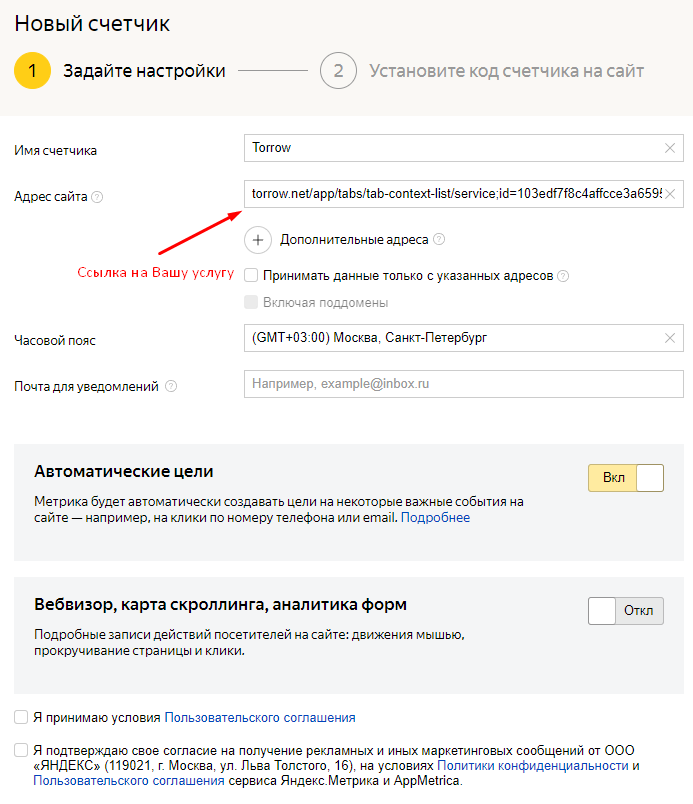 Новый счетчик
1 Задайте настройки 2 Установите код счетчика на сайт
Имя счетчика Torrow
Адрес сайта ? torrow.net/app/tabs/tab-context-list/service;id=103edf7f8c4affcce3a6595
+ Дополнительные адреса ?
Ссылка на Вашу услугу
Принимать данные только с указанных адресов ?
Включая поддомены
Часовой пояс (GMT+03:00) Москва, Санкт-Петербург
Почта для уведомлений ? Например, example@inbox.ru
Автоматические цели Вкл
Метрика будет автоматически создавать цели на некоторые важные события на
сайте — например, на клики по номеру телефона или email. Подробнее
Вебвизор, карта скроллинга, аналитика форм Откл
Подробные записи действий посетителей на сайте: движения мышью,
прокручивание страницы и клики.
Я принимаю условия Пользовательского соглашения
Я подтверждаю свое согласие на получение рекламных и иных маркетинговых сообщений от ООО
«ЯНДЕКС» (119021, г. Москва, ул. Льва Толстого, 16), на условиях Политики конфиденциальности и
Пользовательского соглашения сервиса Яндекс.Метрика и AppMetrica.